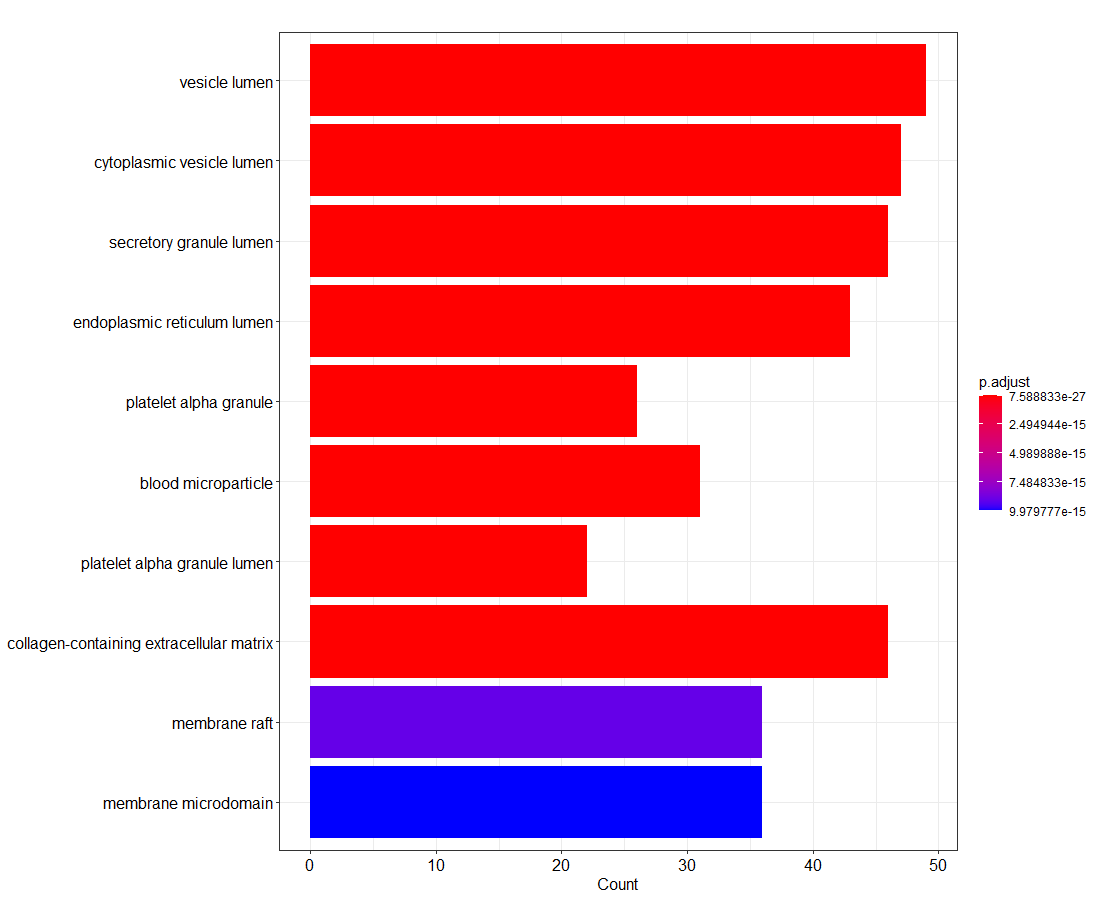 vesicle lumen
cytoplasmic vesicle lumen
secretory granule lumen
endoplasmic reticulum lumen
platelet alpha granule
blood microparticle
platelet alpha granule lumen
collagen-containing extracellular matrix
membrane raft
membrane microdomain
0 10 20 30 40 50
Count
p.adjust
7.588833e-27
2.494944e-15
4.989888e-15
7.484833e-15
9.979777e-15